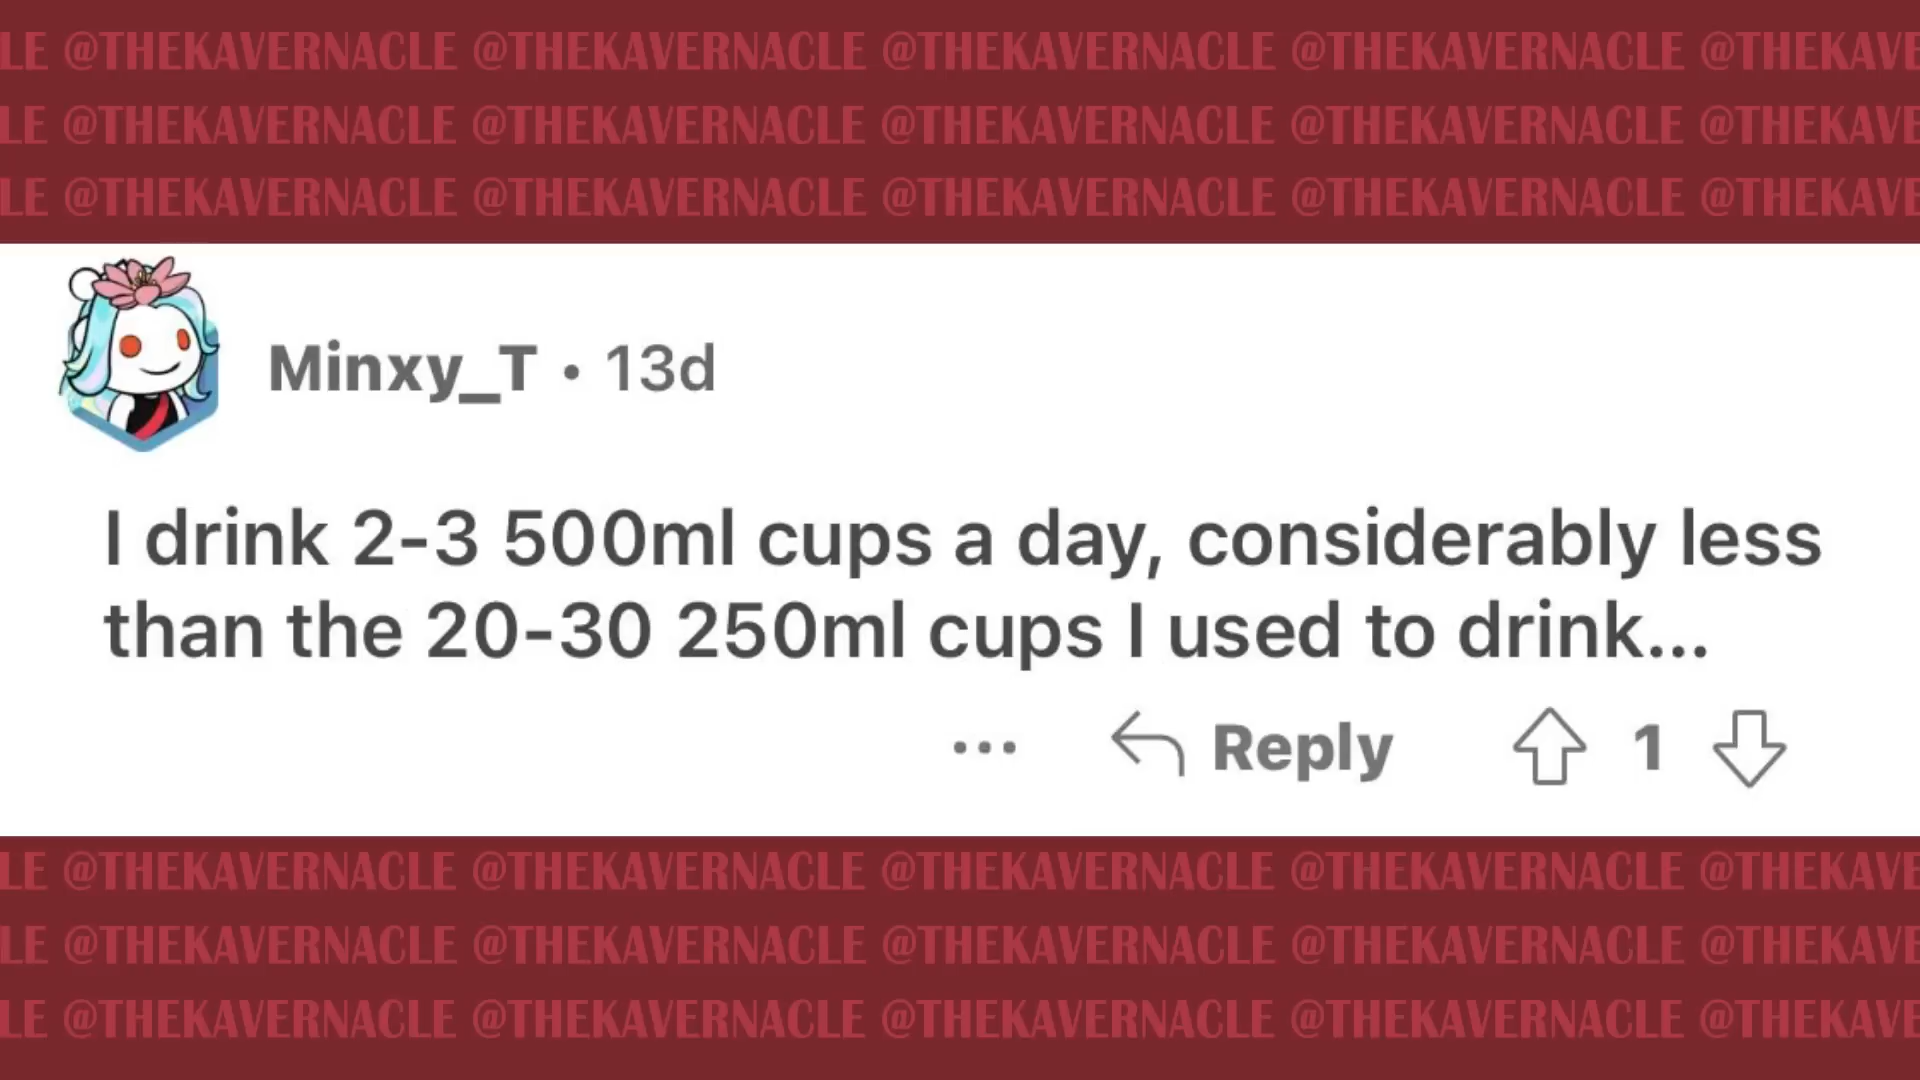 LE @THEKAVERNACLE @THEKAVERNACLE @THEKAVERNACLE @THEKAVERNACLE @THEKAVE
LE @THEKAVERNACLE @THEKAVERNACLE @THEKAVERNACLE @THEKAVERNACLE @THEKAVE
LE @THEKAVERNACLE @THEKAVERNACLE @THEKAVERNACLE @THEKAVERNACLE @THEKAVE
Minxy_T • 13d
I drink 2-3 500ml cups a day, considerably less
than the 20-30 250ml cups I used to drink...
... Reply 1
LE @THEKAVERNACLE @THEKAVERNACLE @THEKAVERNACLE @THEKAVERNACLE @THEKAVE
LE @THEKAVERNACLE @THEKAVERNACLE @THEKAVERNACLE @THEKAVERNACLE @THEKAVE
LE @THEKAVERNACLE @THEKAVERNACLE @THEKAVERNACLE @THEKAVERNACLE @THEKAVE